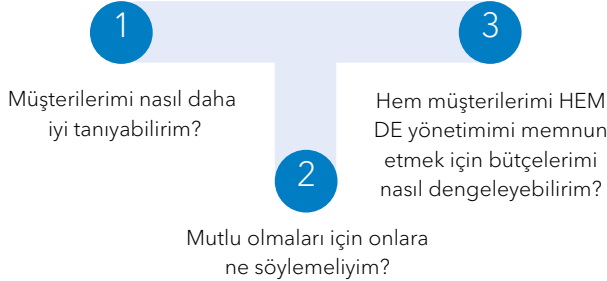 1
Müşterilerimi nasıl daha
iyi tanıyabilirim?
2
Mutlu olmaları için onlara
ne söylemeliyim?
3
Hem müşterilerimi HEM
DE yönetimimi memnun
etmek için bütçelerimi
nasıl dengeleyebilirim?